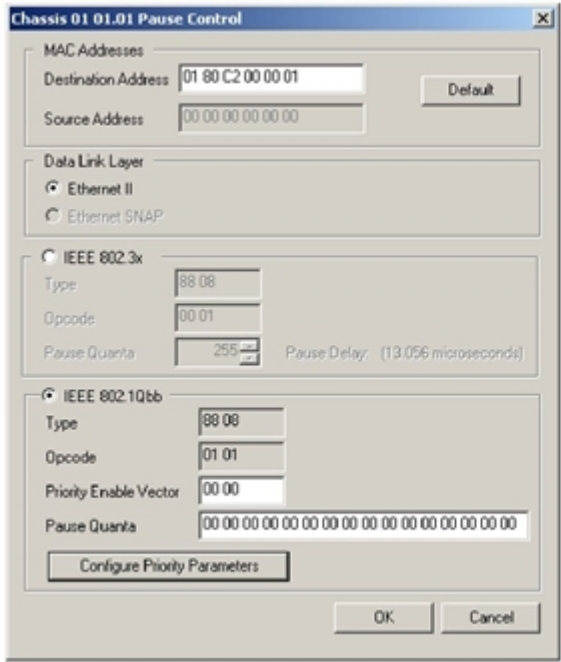 Chassis 01 01.01 Pause Control
MAC Addresses
Destination Address 01 80 C2 00 00 01
Default
Source Address 00 00 00 00 00 00
Data Link Layer
Ethernet II
Ethernet SNAP
IEEE 802.3x
Type 88 08
Opcode 00 01
Pause Quanta 255 Pause Delay: (13.056 microseconds)
IEEE 802.1Qbb
Type 88 08
Opcode 01 01
Priority Enable Vector 00 00
Pause Quanta 00 00 00 00 00 00 00 00 00 00 00 00 00 00 00 00
Configure Priority Parameters
OK Cancel